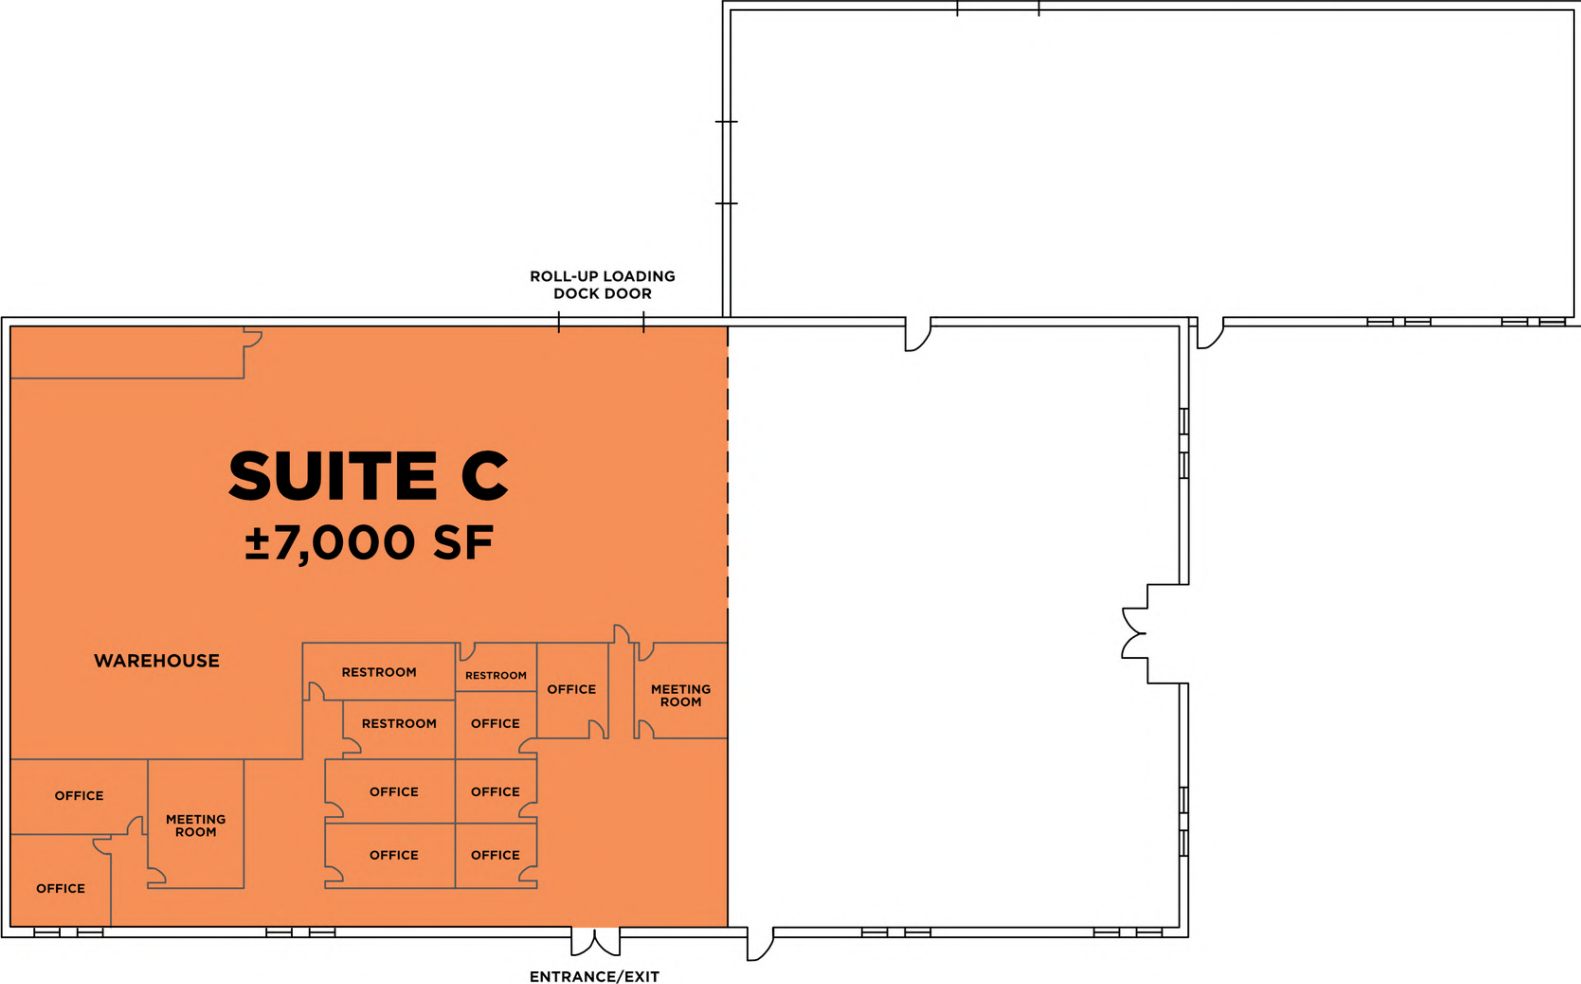 ROLL-UP LOADING
DOCK DOOR
SUITE C
±7,000 SF
WAREHOUSE
RESTROOM
RESTROOM
OFFICE
MEETING
ROOM
RESTROOM
OFFICE
OFFICE
MEETING
ROOM
OFFICE
OFFICE
OFFICE
OFFICE
OFFICE
ENTRANCE/EXIT